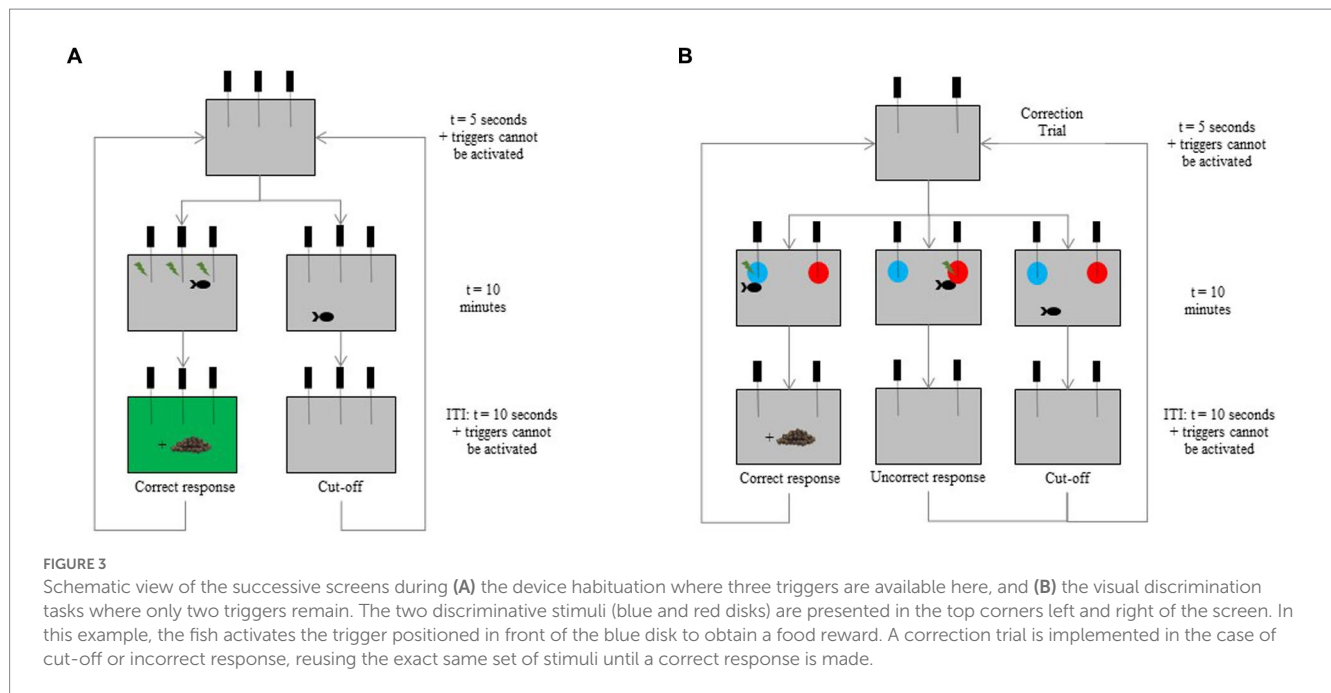 A
t = 5 seconds
+ triggers cannot
be activated
t = 10
minutes
ITI: t = 10 seconds
+ triggers cannot
be activated
+
Correct response
Cut-off
B
Correction
Trial
t = 5 seconds
+ triggers cannot
be activated
t = 10
minutes
ITI: t = 10 seconds
+ triggers cannot
be activated
+
Correct response
Uncorrect response
Cut-off
FIGURE 3
Schematic view of the successive screens during (A) the device habituation where three triggers are available here, and (B) the visual discrimination
tasks where only two triggers remain. The two discriminative stimuli (blue and red disks) are presented in the top corners left and right of the screen. In
this example, the fish activates the trigger positioned in front of the blue disk to obtain a food reward. A correction trial is implemented in the case of
cut-off or incorrect response, reusing the exact same set of stimuli until a correct response is made.